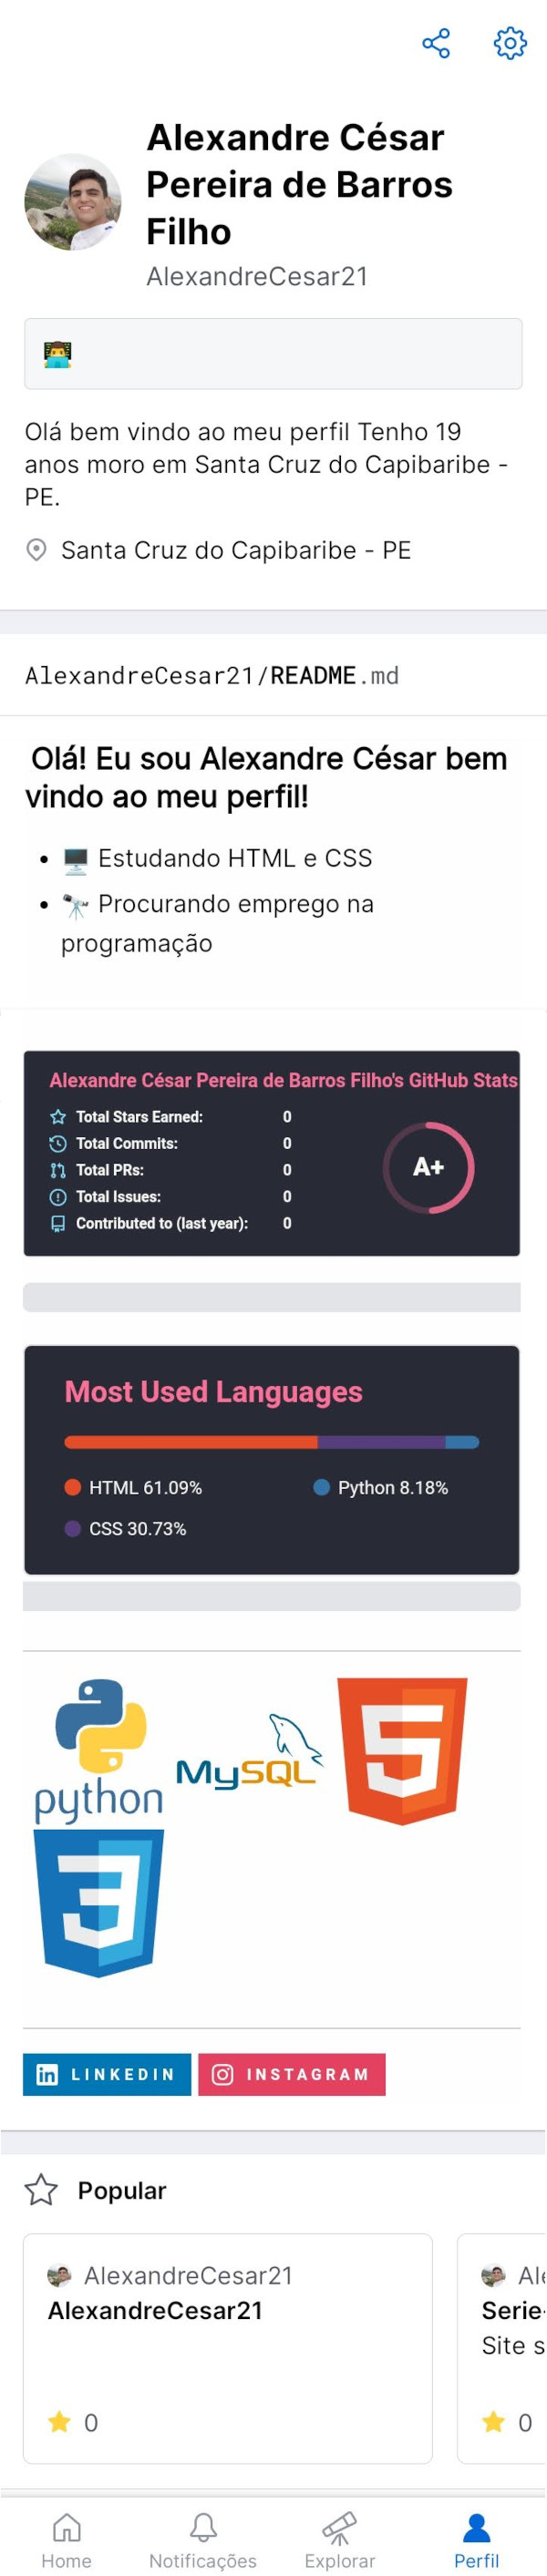 Alexandre César
Pereira de Barros
Filho
AlexandreCesar21
Olá bem vindo ao meu perfil Tenho 19
anos moro em Santa Cruz do Capibaribe -
PE.
Santa Cruz do Capibaribe - PE
AlexandreCesar21/README.md
Olá! Eu sou Alexandre César bem
vindo ao meu perfil!
• Estudando HTML e CSS
• Procurando emprego na
programação
Alexandre César Pereira de Barros Filho's GitHub Stats
Total Stars Earned: 0
Total Commits: 0
Total PRs: 0
Total Issues: 0
Contributed to (last year): 0
A+
Most Used Languages
HTML 61.09% Python 8.18%
CSS 30.73%
python MySQL 5
3
LINKEDIN INSTAGRAM
Popular
AlexandreCesar21 Ale
AlexandreCesar21 Serie-
Site s
0 0
Home Notificações Explorar Perfil